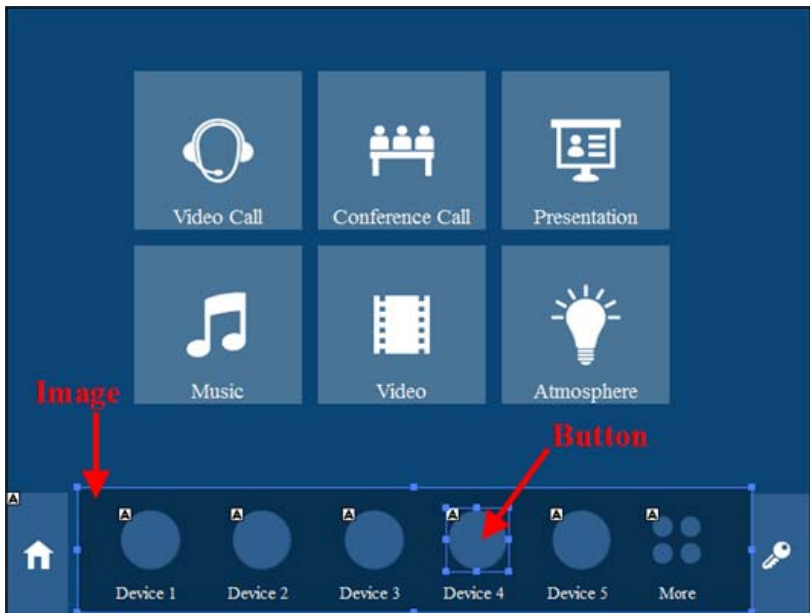 Video Call
Conference Call
Presentation
Music
Video
Atmosphere
Image
Button
A
A
A
A
A
A
A
Device 1
Device 2
Device 3
Device 4
Device 5
More